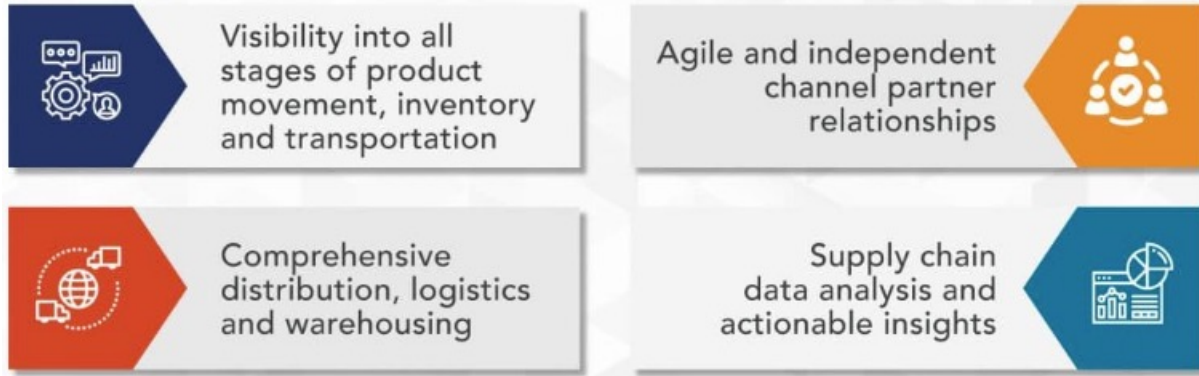 Visibility into all
stages of product
movement, inventory
and transportation
Agile and independent
channel partner
relationships
Comprehensive
distribution, logistics
and warehousing
Supply chain
data analysis and
actionable insights